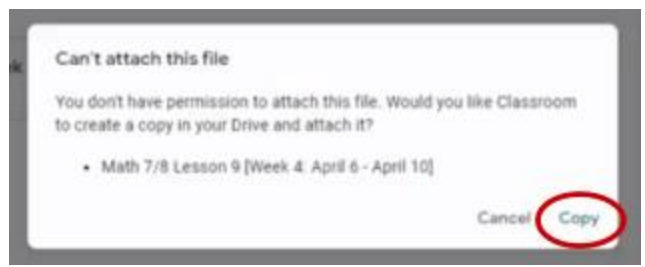 Can't attach this file
You don't have permission to attach this file. Would you like Classroom
to create a copy in your Drive and attach it?
• Math 7/8 Lesson 9 [Week 4: April 6 - April 10]
Cancel Copy